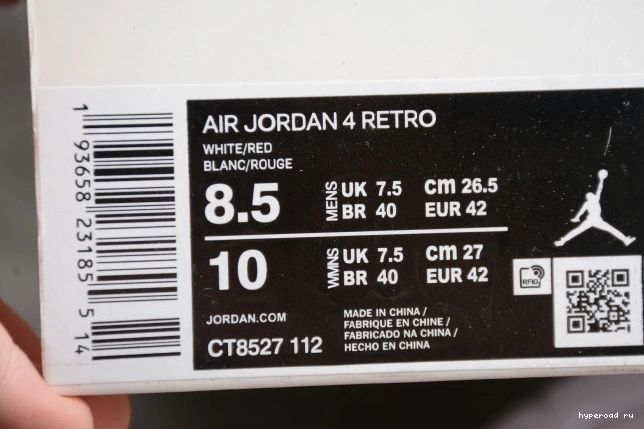 AIR JORDAN 4 RETRO
WHITE/RED
BLANC/ROUGE
8.5 MENS UK 7.5 cm 26.5
BR 40 EUR 42
10 WMNS UK 7.5 cm 27
BR 40 EUR 42
RFID
JORDAN.COM
CT8527 112
MADE IN CHINA /
FABRIQUE EN CHINE /
FABRICADO NA CHINA /
HECHO EN CHINA
1 93658 23185 5 14
hyperoad ru